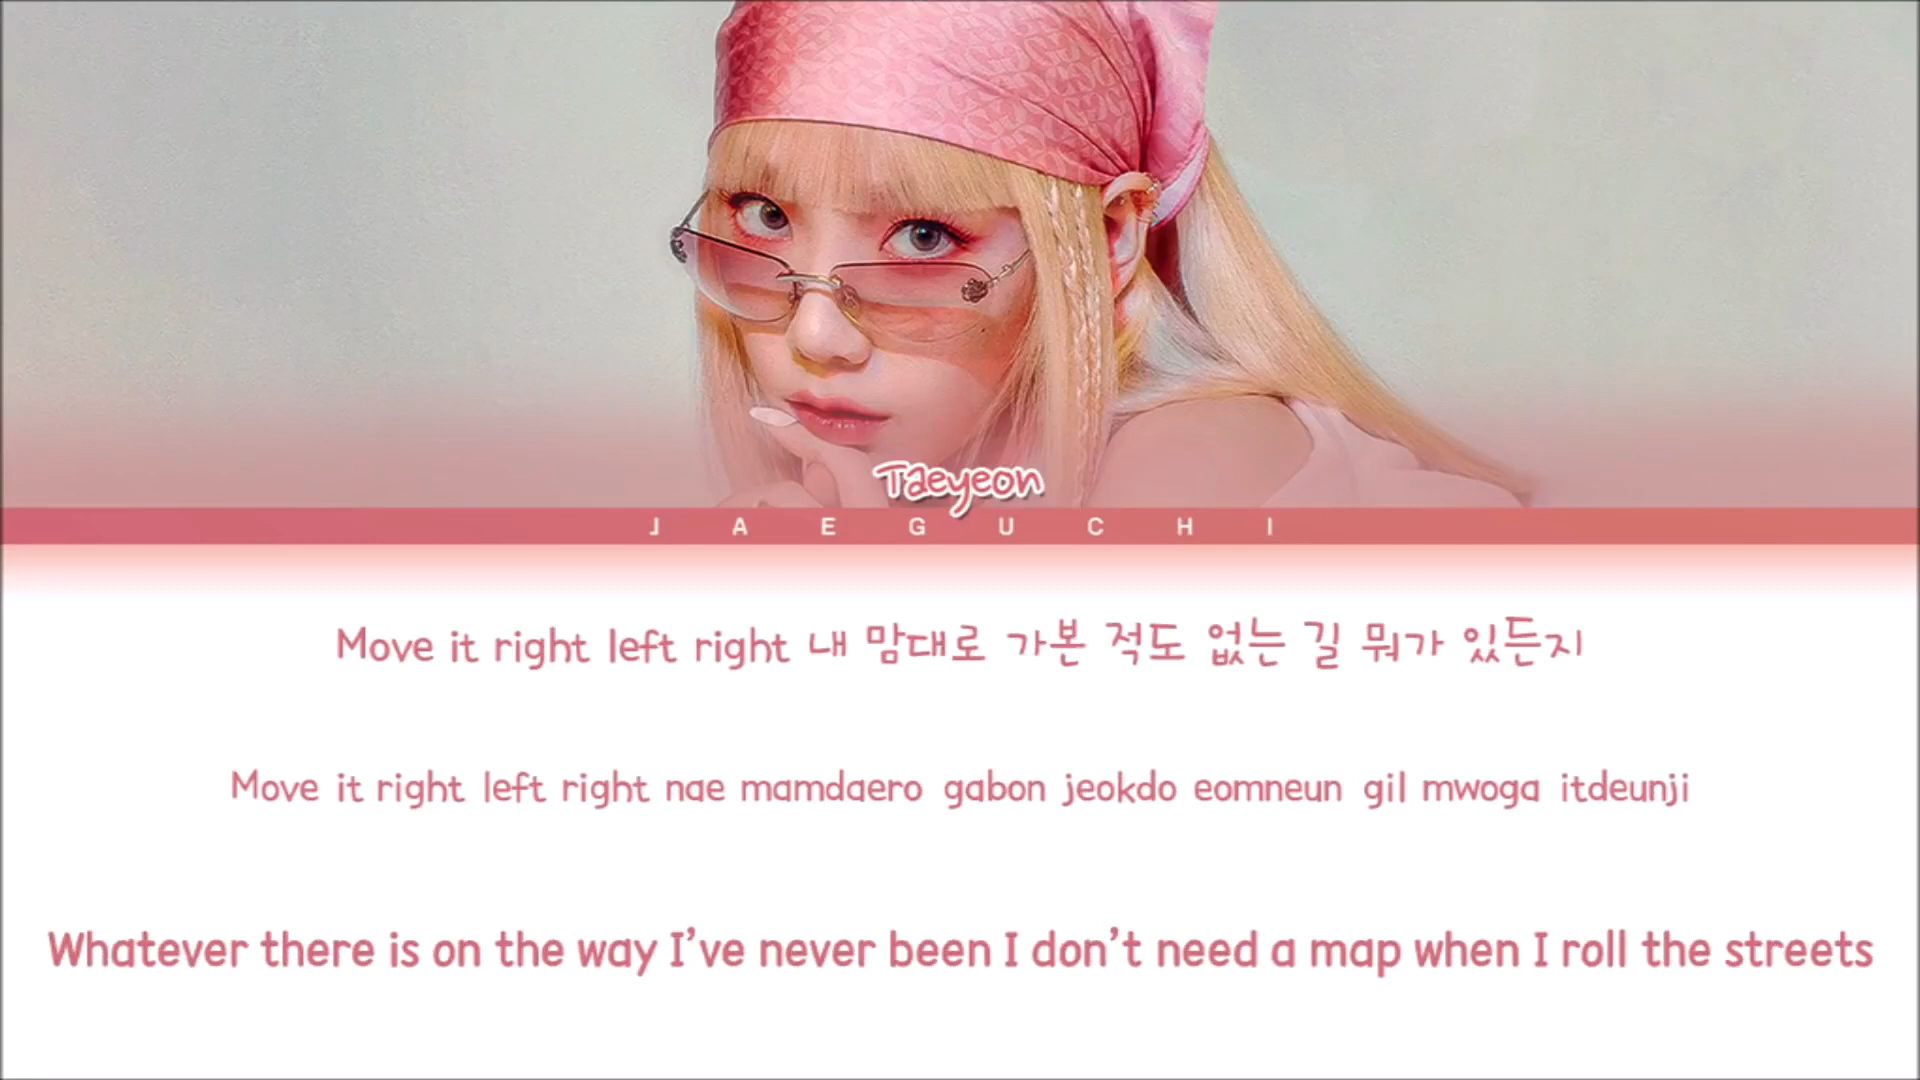 Taeyeon
JAEGUCHI
Move it right left right 내 맘대로 가본 적도 없는 길 뭐가 있든지
Move it right left right nae mamdaero gabon jeokdo eomneun gil mwoga itdeunji
Whatever there is on the way I’ve never been I don’t need a map when I roll the streets